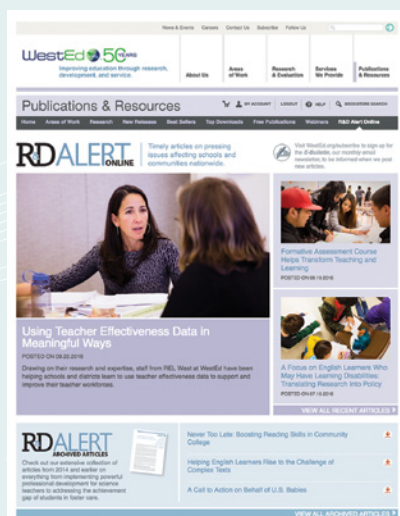 News & Events Careers Contact Us Subscribe Follow Us
WestEd 50 YEARS
Improving education through research, development, and service.
About Us
Areas of Work
Research & Evaluation
Services We Provide
Publications & Resources
Publications & Resources
MY ACCOUNT LOGOUT HELP
SEARCH
Home Areas of Work Research New Releases Best Sellers Top Downloads Free Publications Webinars R&D Alert Online
R&D ALERT ONLINE
Timely articles on pressing
issues affecting schools and
communities nationwide.
Visit WestEd.org/subscribe to sign up for
the E-Bulletin, our monthly email
newsletter, to be informed when we post
new articles.
Formative Assessment Course
Helps Transform Teaching and
Learning
Using Teacher Effectiveness Data in
Meaningful Ways
Drawing on their research and expertise, staff from REL West at WestEd have been
helping schools and districts learn to use teacher effectiveness data to support and
improve their teacher workforces.
A Focus on English Learners Who
May Have Learning Disabilities:
Translating Research Into Policy
VIEW ALL RECENT ARTICLES
R&D ALERT
ARCHIVED ARTICLES
Check out our extensive collection of
articles from 2014 and earlier on
everything from implementing powerful
professional development for science
teachers to addressing the achievement
gap of students in foster care.
Never Too Late: Boosting Reading Skills in Community
College
Helping English Learners Rise to the Challenge of
Complex Texts
A Call to Action on Behalf of U.S. Babies
VIEW ALL ARCHIVED ARTICLES